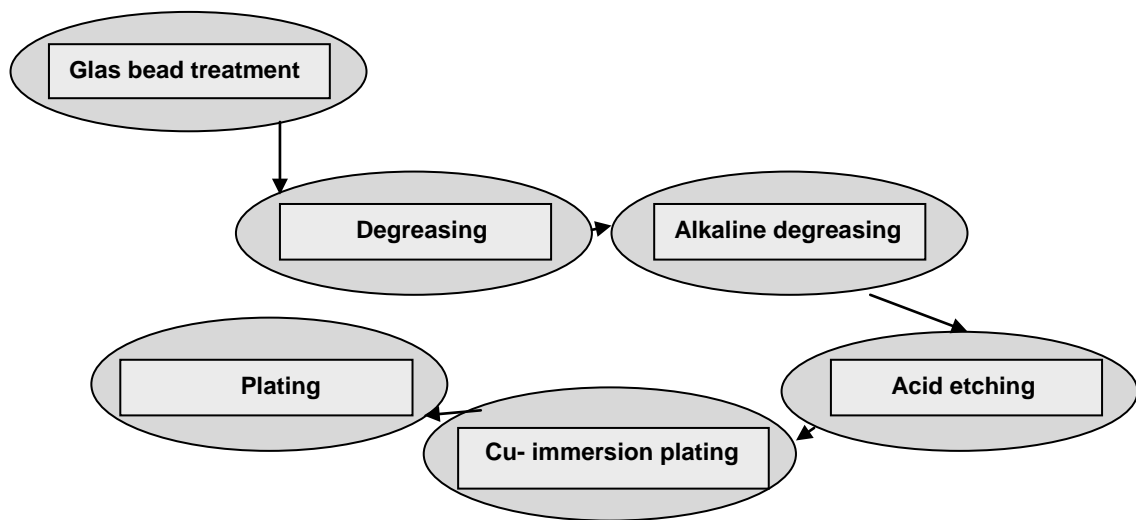 Glas bead treatment
Degreasing
Alkaline degreasing
Acid etching
Cu- immersion plating
Plating